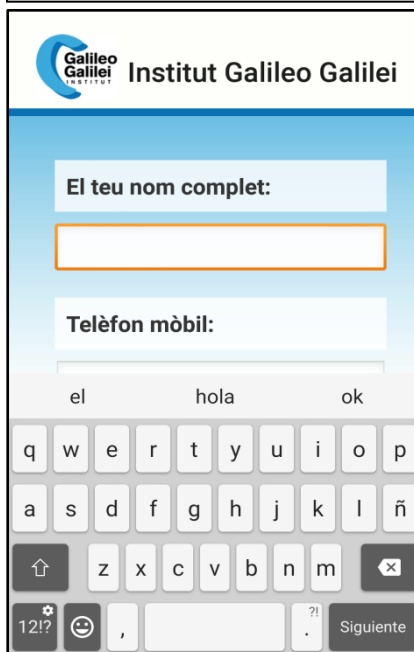 Galileo
Galilei
INSTITUT
Institut Galileo Galilei
El teu nom complet:
Telèfon mòbil:
el hola ok
q w e r t y u i o p
a s d f g h j k l ñ
z x c v b n m
12!? , ?! . Siguiente